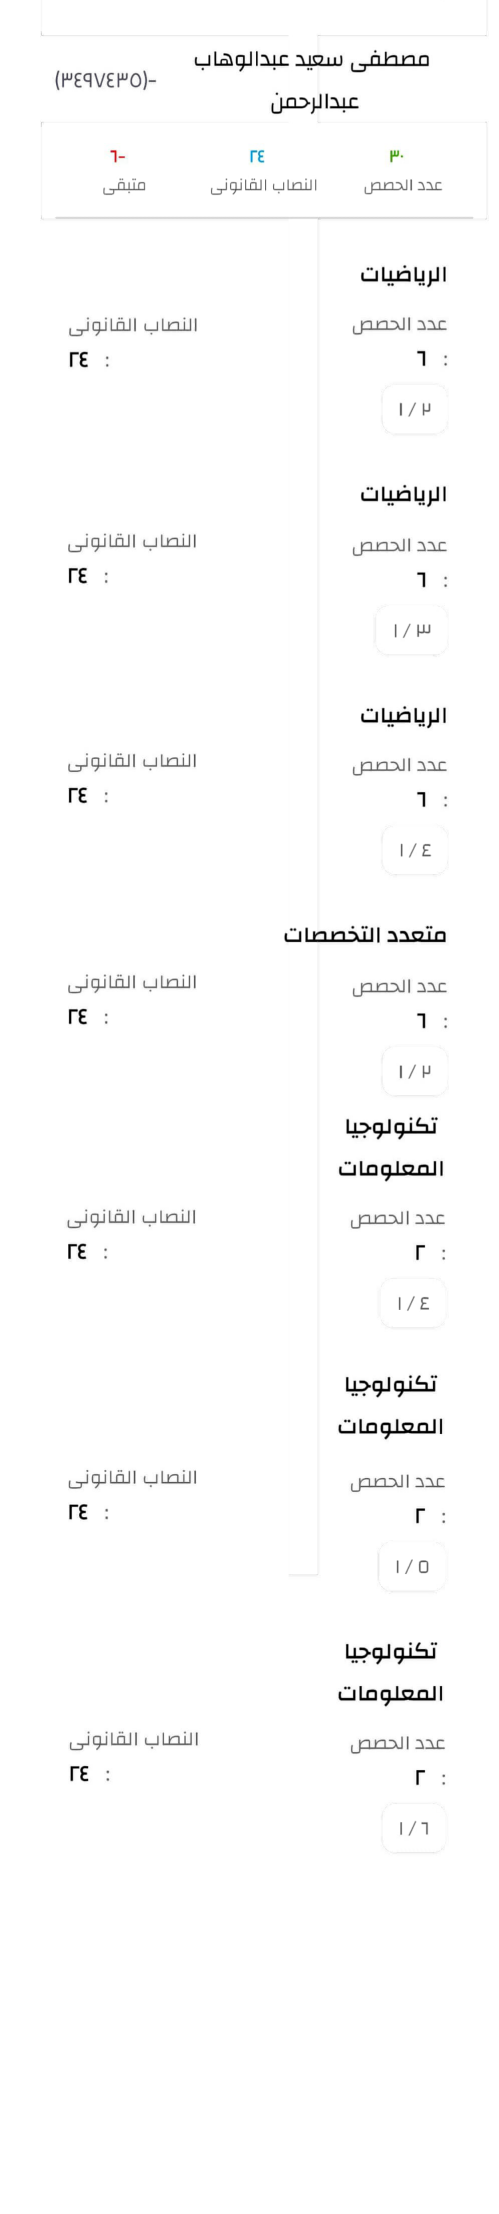 مصطفى سعيد عبدالوهاب
عبدالرحمن
-(٣٤٩٧٤٣٥)
٣٠
عدد الحصص
٢٤
النصاب القانونى
-٦
متبقى
الرياضيات
عدد الحصص
: ٦
النصاب القانونى
: ٢٤
١ / ٢
الرياضيات
عدد الحصص
: ٦
النصاب القانونى
: ٢٤
١ / ٣
الرياضيات
عدد الحصص
: ٦
النصاب القانونى
: ٢٤
١ / ٤
متعدد التخصصات
عدد الحصص
: ٦
النصاب القانونى
: ٢٤
١ / ٢
تكنولوجيا
المعلومات
عدد الحصص
: ٢
النصاب القانونى
: ٢٤
١ / ٤
تكنولوجيا
المعلومات
عدد الحصص
: ٢
النصاب القانونى
: ٢٤
١ / ٥
تكنولوجيا
المعلومات
عدد الحصص
: ٢
النصاب القانونى
: ٢٤
١ / ٦